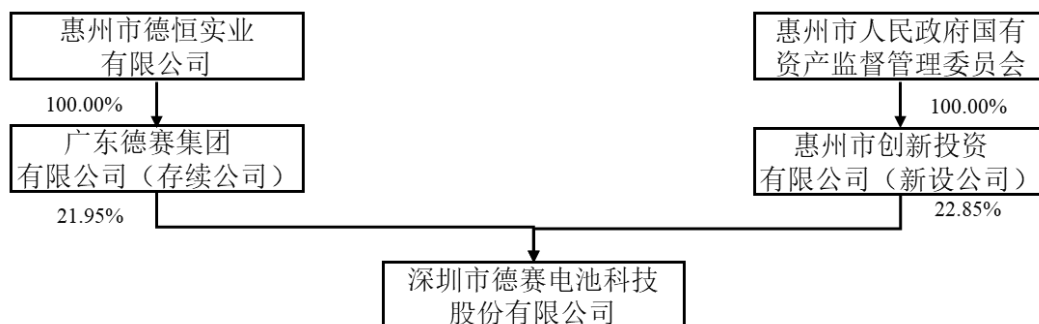 惠州市德恒实业
有限公司
惠州市人民政府国有
资产监督管理委员会
100.00%
100.00%
广东德赛集团
有限公司（存续公司）
惠州市创新投资
有限公司（新设公司）
21.95%
22.85%
深圳市德赛电池科技
股份有限公司